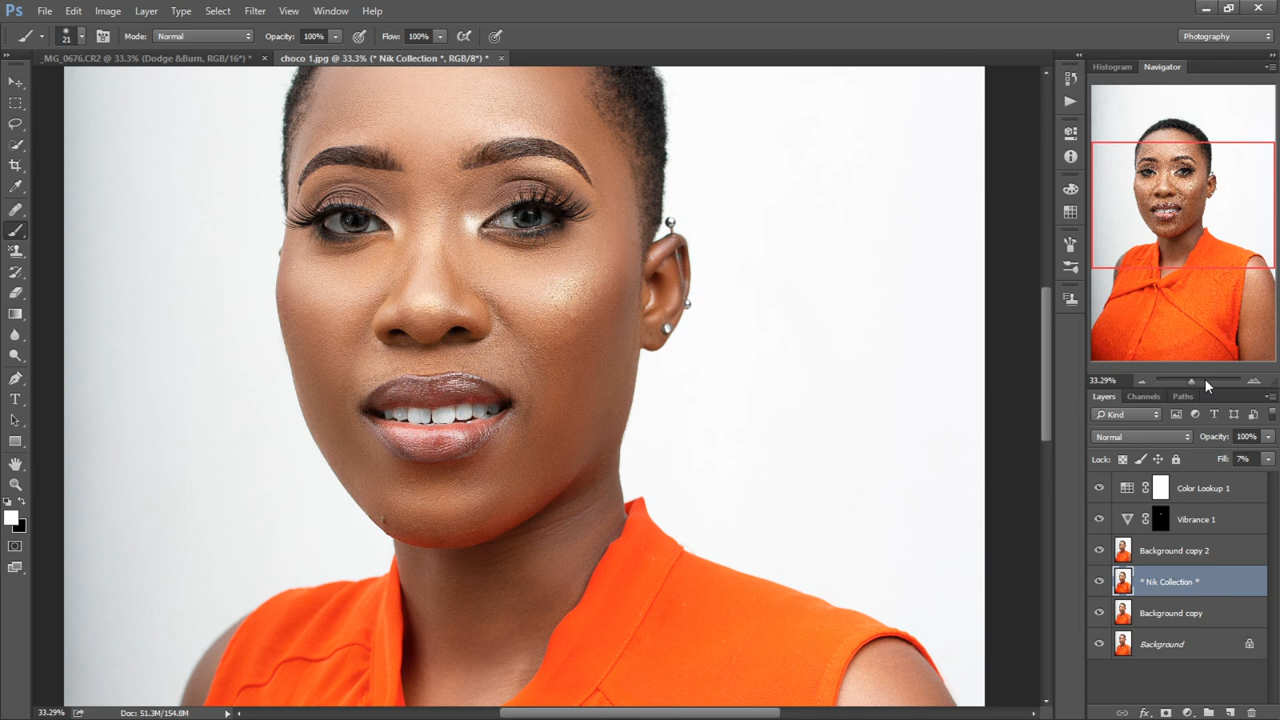 Ps File Edit Image Layer Type Select Filter View Window Help
21 Mode: Normal Opacity: 100% Flow: 100% Photography
_MG_0676.CR2 @ 33.3% (Dodge &Burn, RGB/16*) * × choco 1.jpg @ 33.3% (* Nik Collection *, RGB/8*) * ×
Histogram Navigator
33.29%
Layers Channels Paths
Kind
Normal Opacity: 100%
Lock: Fill: 7%
Color Lookup 1
Vibrance 1
Background copy 2
* Nik Collection *
Background copy
Background
33.29% Doc: 51.3M/154.8M
fx